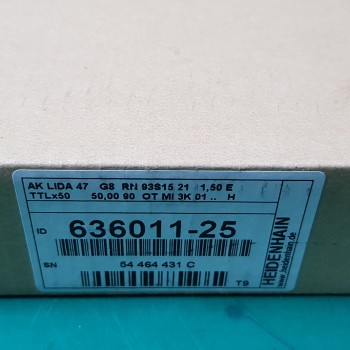 AK LIDA 47 G8 RN 93S15 21 1,50 E
TTLx50 50,00 90 OT MI 3K 01 .. H
ID 636011-25
SN 54 464 431 C
T9
HEIDENHAIN
www.heidenhain.de